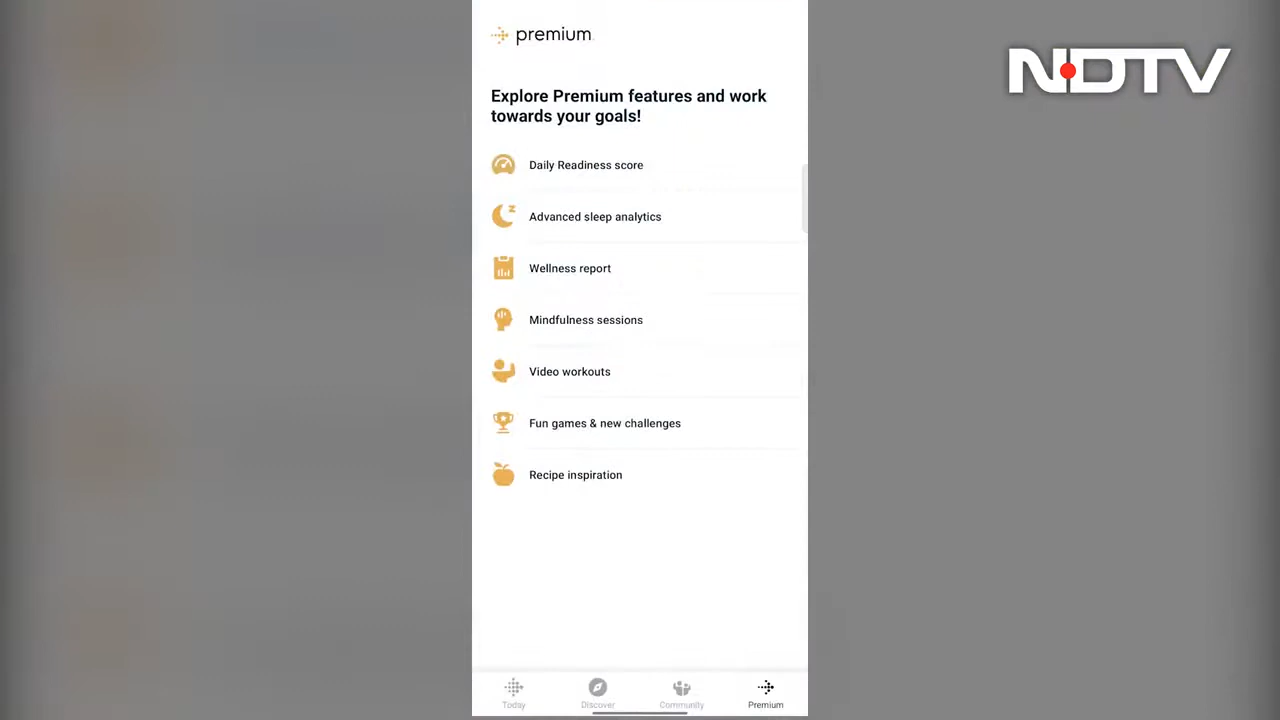 premium
NDTV
Explore Premium features and work
towards your goals!
Daily Readiness score
Advanced sleep analytics
Wellness report
Mindfulness sessions
Video workouts
Fun games & new challenges
Recipe inspiration
Today
Discover
Community
Premium